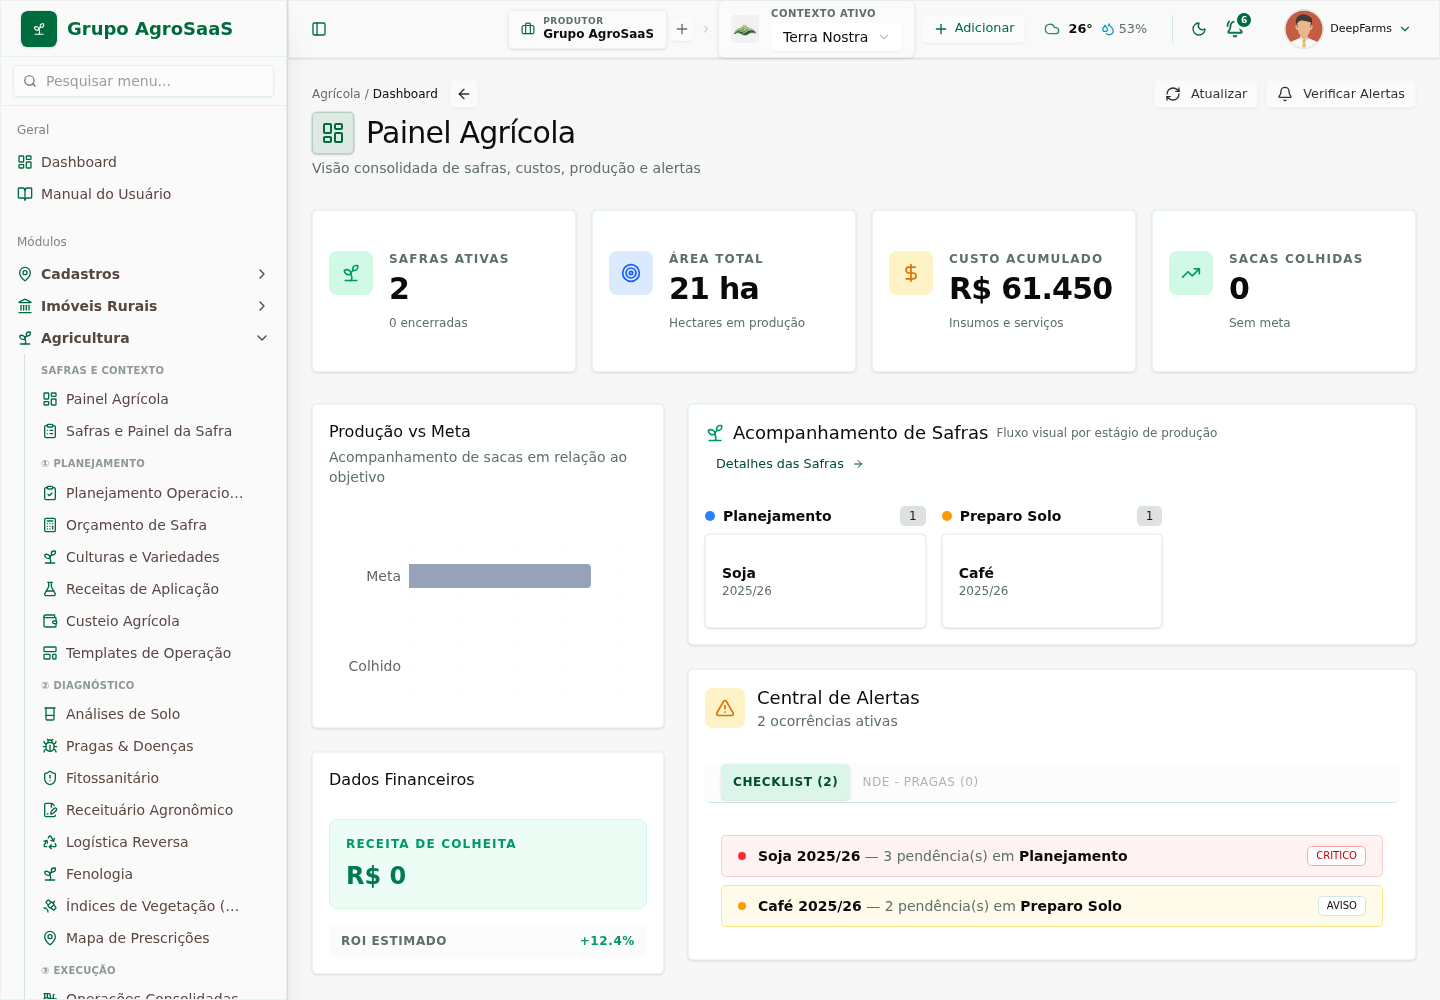 Grupo AgroSaaS
Pesquisar menu...
Geral
Dashboard
Manual do Usuário
Módulos
Cadastros
Imóveis Rurais
Agricultura
SAFRAS E CONTEXTO
Painel Agrícola
Safras e Painel da Safra
① PLANEJAMENTO
Planejamento Operacio...
Orçamento de Safra
Culturas e Variedades
Receitas de Aplicação
Custeio Agrícola
Templates de Operação
② DIAGNÓSTICO
Análises de Solo
Pragas & Doenças
Fitossanitário
Receituário Agronômico
Logística Reversa
Fenologia
Índices de Vegetação (...
Mapa de Prescrições
③ EXECUÇÃO
Operações Consolidadas
PRODUTOR
Grupo AgroSaaS
CONTEXTO ATIVO
Terra Nostra
Adicionar
26° 53%
6
DeepFarms
Agrícola / Dashboard
Atualizar
Verificar Alertas
Painel Agrícola
Visão consolidada de safras, custos, produção e alertas
SAFRAS ATIVAS
2
0 encerradas
ÁREA TOTAL
21 ha
Hectares em produção
CUSTO ACUMULADO
R$ 61.450
Insumos e serviços
SACAS COLHIDAS
0
Sem meta
Produção vs Meta
Acompanhamento de sacas em relação ao
objetivo
Meta
Colhido
Dados Financeiros
RECEITA DE COLHEITA
R$ 0
ROI ESTIMADO +12.4%
Acompanhamento de Safras Fluxo visual por estágio de produção
Detalhes das Safras
Planejamento 1
Soja
2025/26
Preparo Solo 1
Café
2025/26
Central de Alertas
2 ocorrências ativas
CHECKLIST (2) NDE - PRAGAS (0)
Soja 2025/26 — 3 pendência(s) em Planejamento CRITICO
Café 2025/26 — 2 pendência(s) em Preparo Solo AVISO